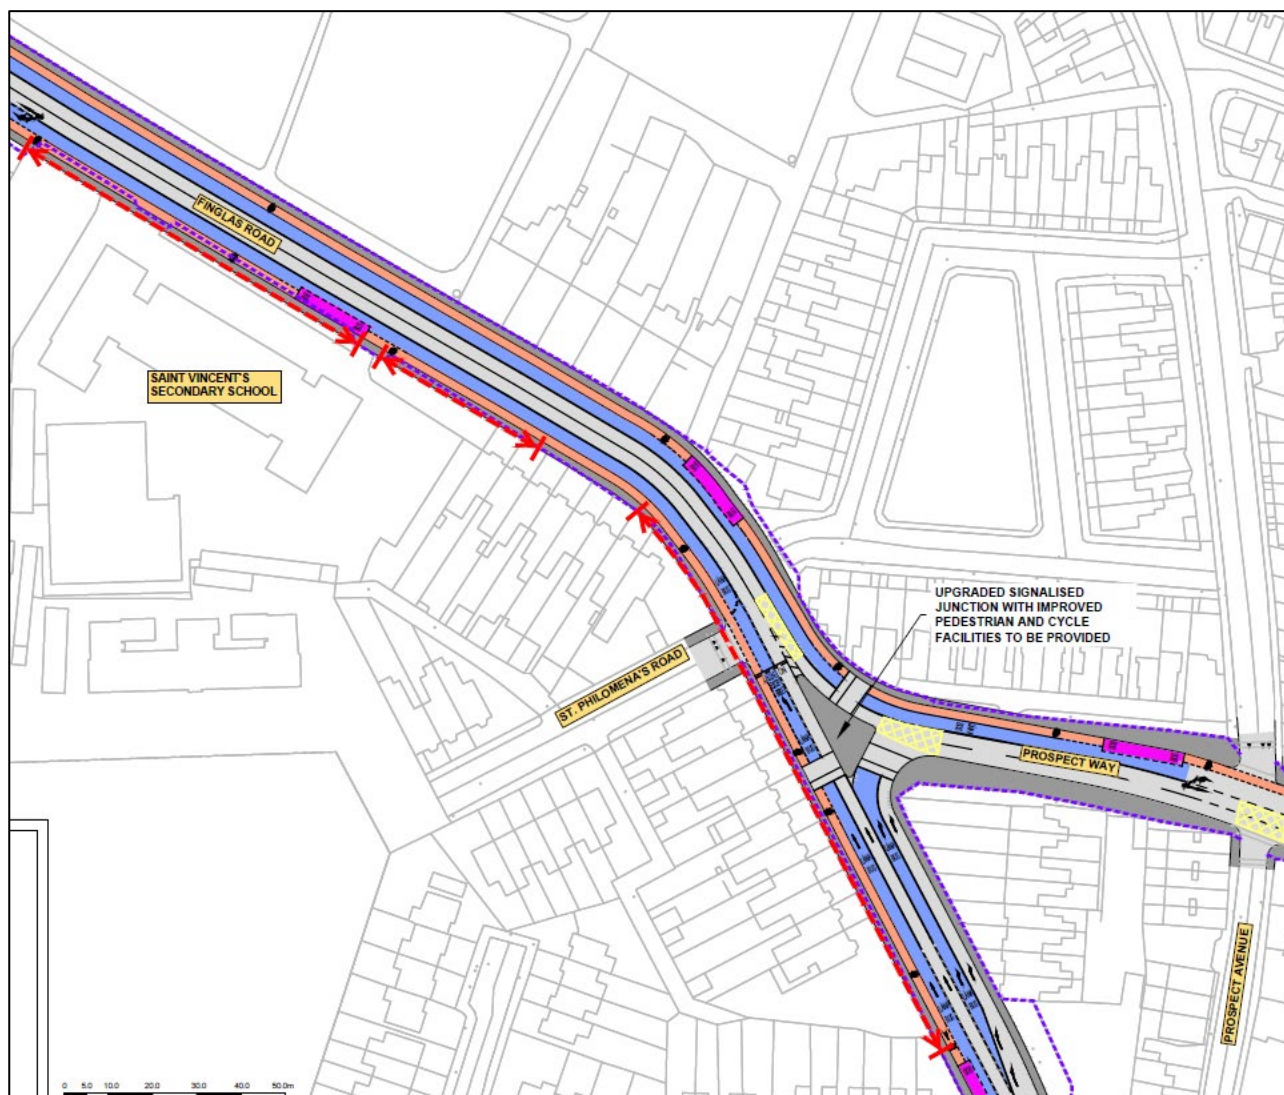 FINGLAS ROAD
SAINT VINCENT'S
SECONDARY SCHOOL
UPGRADED SIGNALISED
JUNCTION WITH IMPROVED
PEDESTRIAN AND CYCLE
FACILITIES TO BE PROVIDED
ST. PHILOMENA'S ROAD
PROSPECT WAY
PROSPECT AVENUE
0 5.0 10.0 20.0 30.0 40.0 50.0m